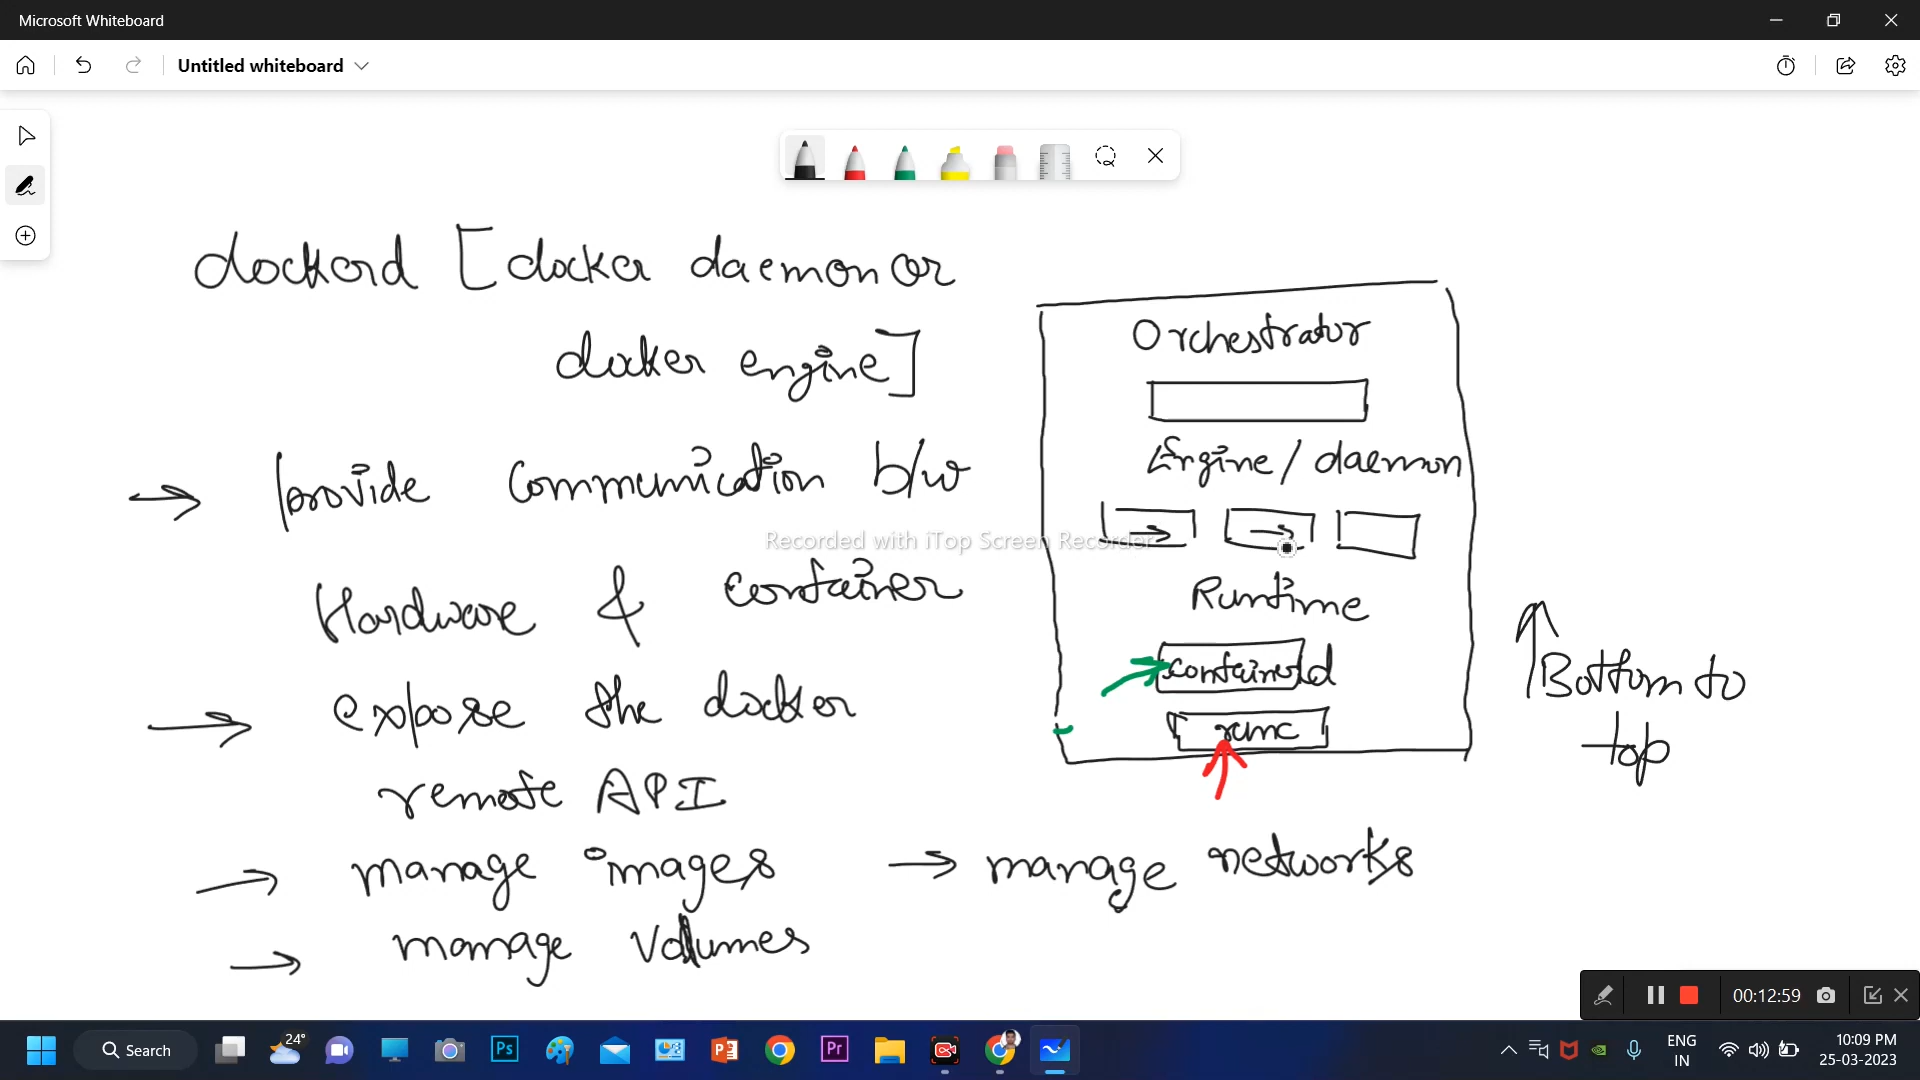 Microsoft Whiteboard
Untitled whiteboard
dockerd [docker daemon or
docker engine]
→ provide communication b/w
Hardware & container
→ expose the docker
remote API
→ manage images → manage networks
→ manage volumes
Orchestrator
Engine / daemon
Runtime
containerd
runc
Bottom to
top
Recorded with iTop Screen Recorder
00:12:59
24°
Search
Ps
Pr
ENG
IN
10:09 PM
25-03-2023